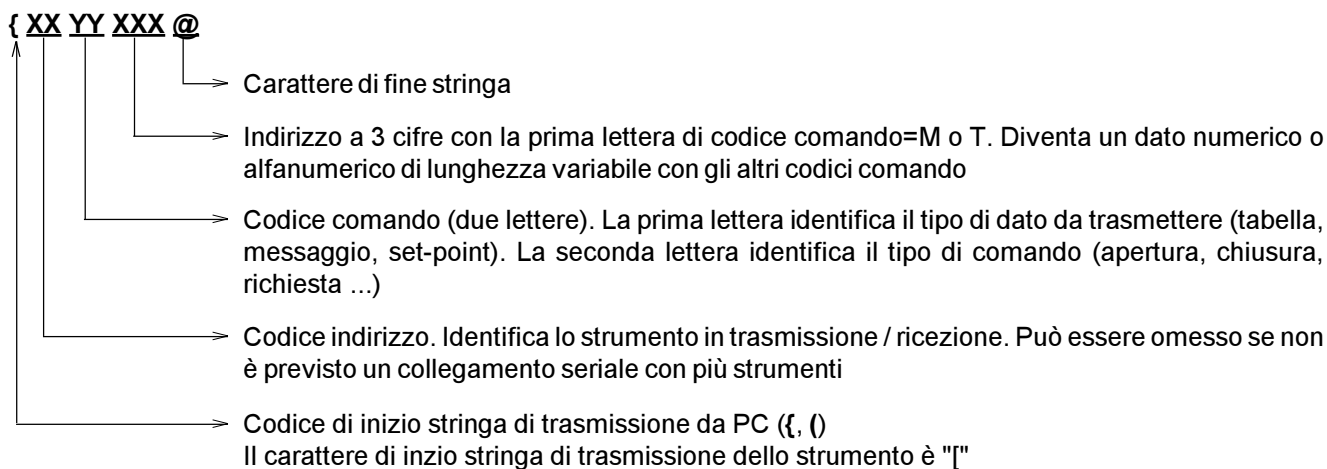 { XX YY XXX @
Carattere di fine stringa
Indirizzo a 3 cifre con la prima lettera di codice comando=M o T. Diventa un dato numerico o
alfanumerico di lunghezza variabile con gli altri codici comando
Codice comando (due lettere). La prima lettera identifica il tipo di dato da trasmettere (tabella,
messaggio, set-point). La seconda lettera identifica il tipo di comando (apertura, chiusura,
richiesta ...)
Codice indirizzo. Identifica lo strumento in trasmissione / ricezione. Può essere omesso se non
è previsto un collegamento seriale con più strumenti
Codice di inizio stringa di trasmissione da PC ({, ()
Il carattere di inzio stringa di trasmissione dello strumento è "["